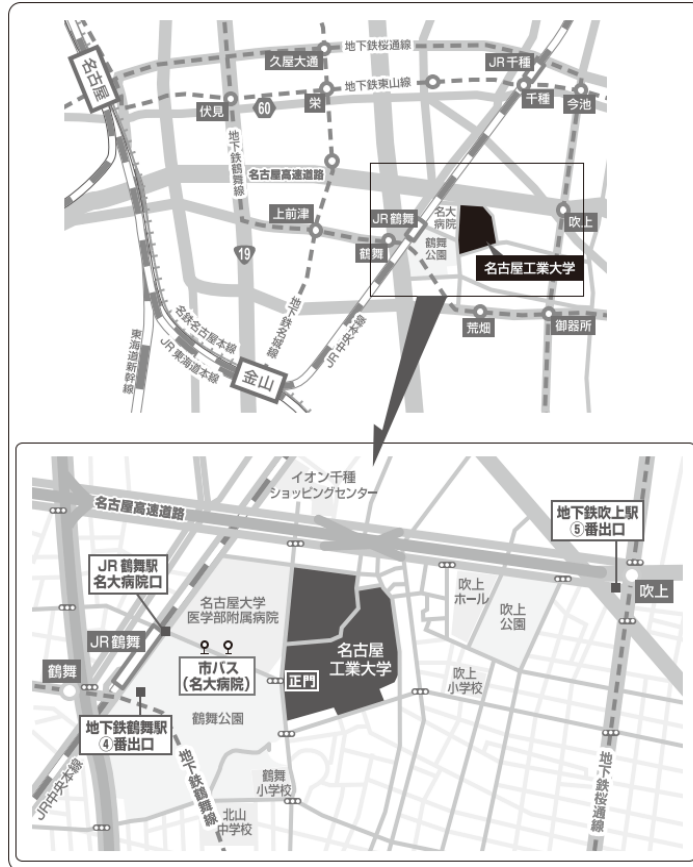 久屋大通
地下鉄桜通線
JR千種
名古屋
地下鉄東山線
伏見
60
栄
千種
今池
地下鉄鶴舞線
名古屋高速道路
JR鶴舞
名大
病院
上前津
吹上
19
鶴舞
鶴舞
公園
名古屋工業大学
地下鉄名城線
荒畑
御器所
名鉄名古屋本線
JR東海道本線
JR中央本線
東海道新幹線
金山
イオン千種
ショッピングセンター
名古屋高速道路
地下鉄吹上駅
⑤番出口
JR鶴舞駅
名大病院口
名古屋大学
医学部附属病院
吹上
ホール
吹上
公園
吹上
JR鶴舞
名古屋
工業大学
市バス
(名大病院)
正門
吹上
小学校
鶴舞
地下鉄鶴舞駅
④番出口
鶴舞公園
JR中央本線
地下鉄鶴舞線
鶴舞
小学校
北山
中学校
地下鉄桜通線